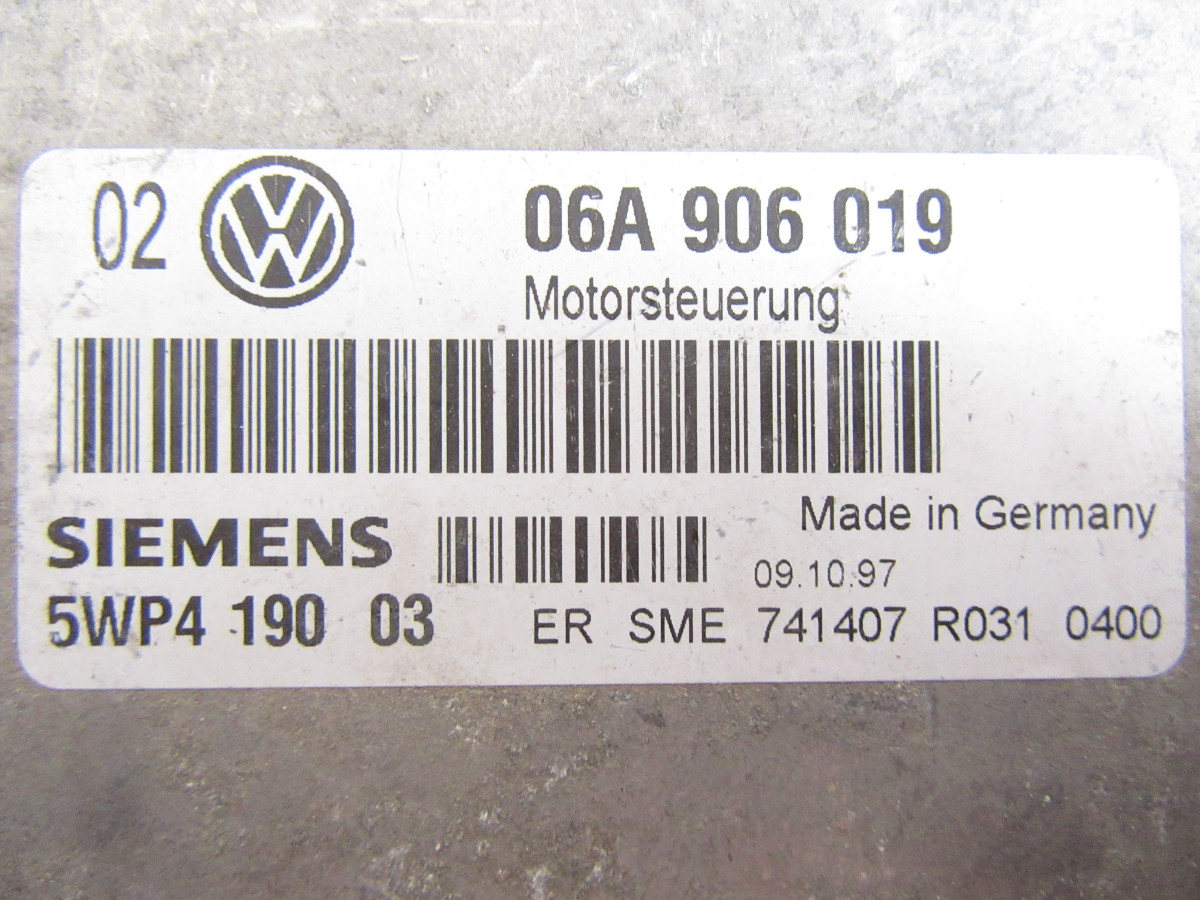 02 VW 06A 906 019
Motorsteuerung
Made in Germany
SIEMENS 09.10.97
5WP4 190 03 ER SME 741407 R031 0400